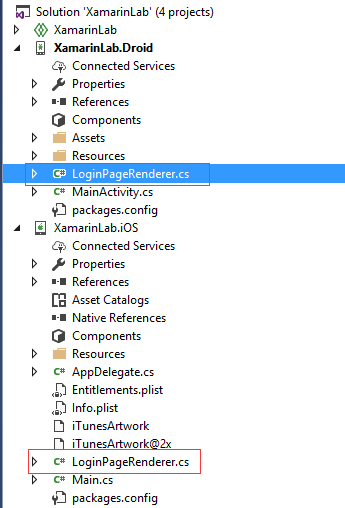 Solution 'XamarinLab' (4 projects)
XamarinLab
XamarinLab.Droid
Connected Services
Properties
References
Components
Assets
Resources
C# LoginPageRenderer.cs
C# MainActivity.cs
packages.config
XamarinLab.iOS
Connected Services
Properties
References
Asset Catalogs
Native References
Components
Resources
C# AppDelegate.cs
Entitlements.plist
Info.plist
iTunesArtwork
iTunesArtwork@2x
C# LoginPageRenderer.cs
C# Main.cs
packages.config